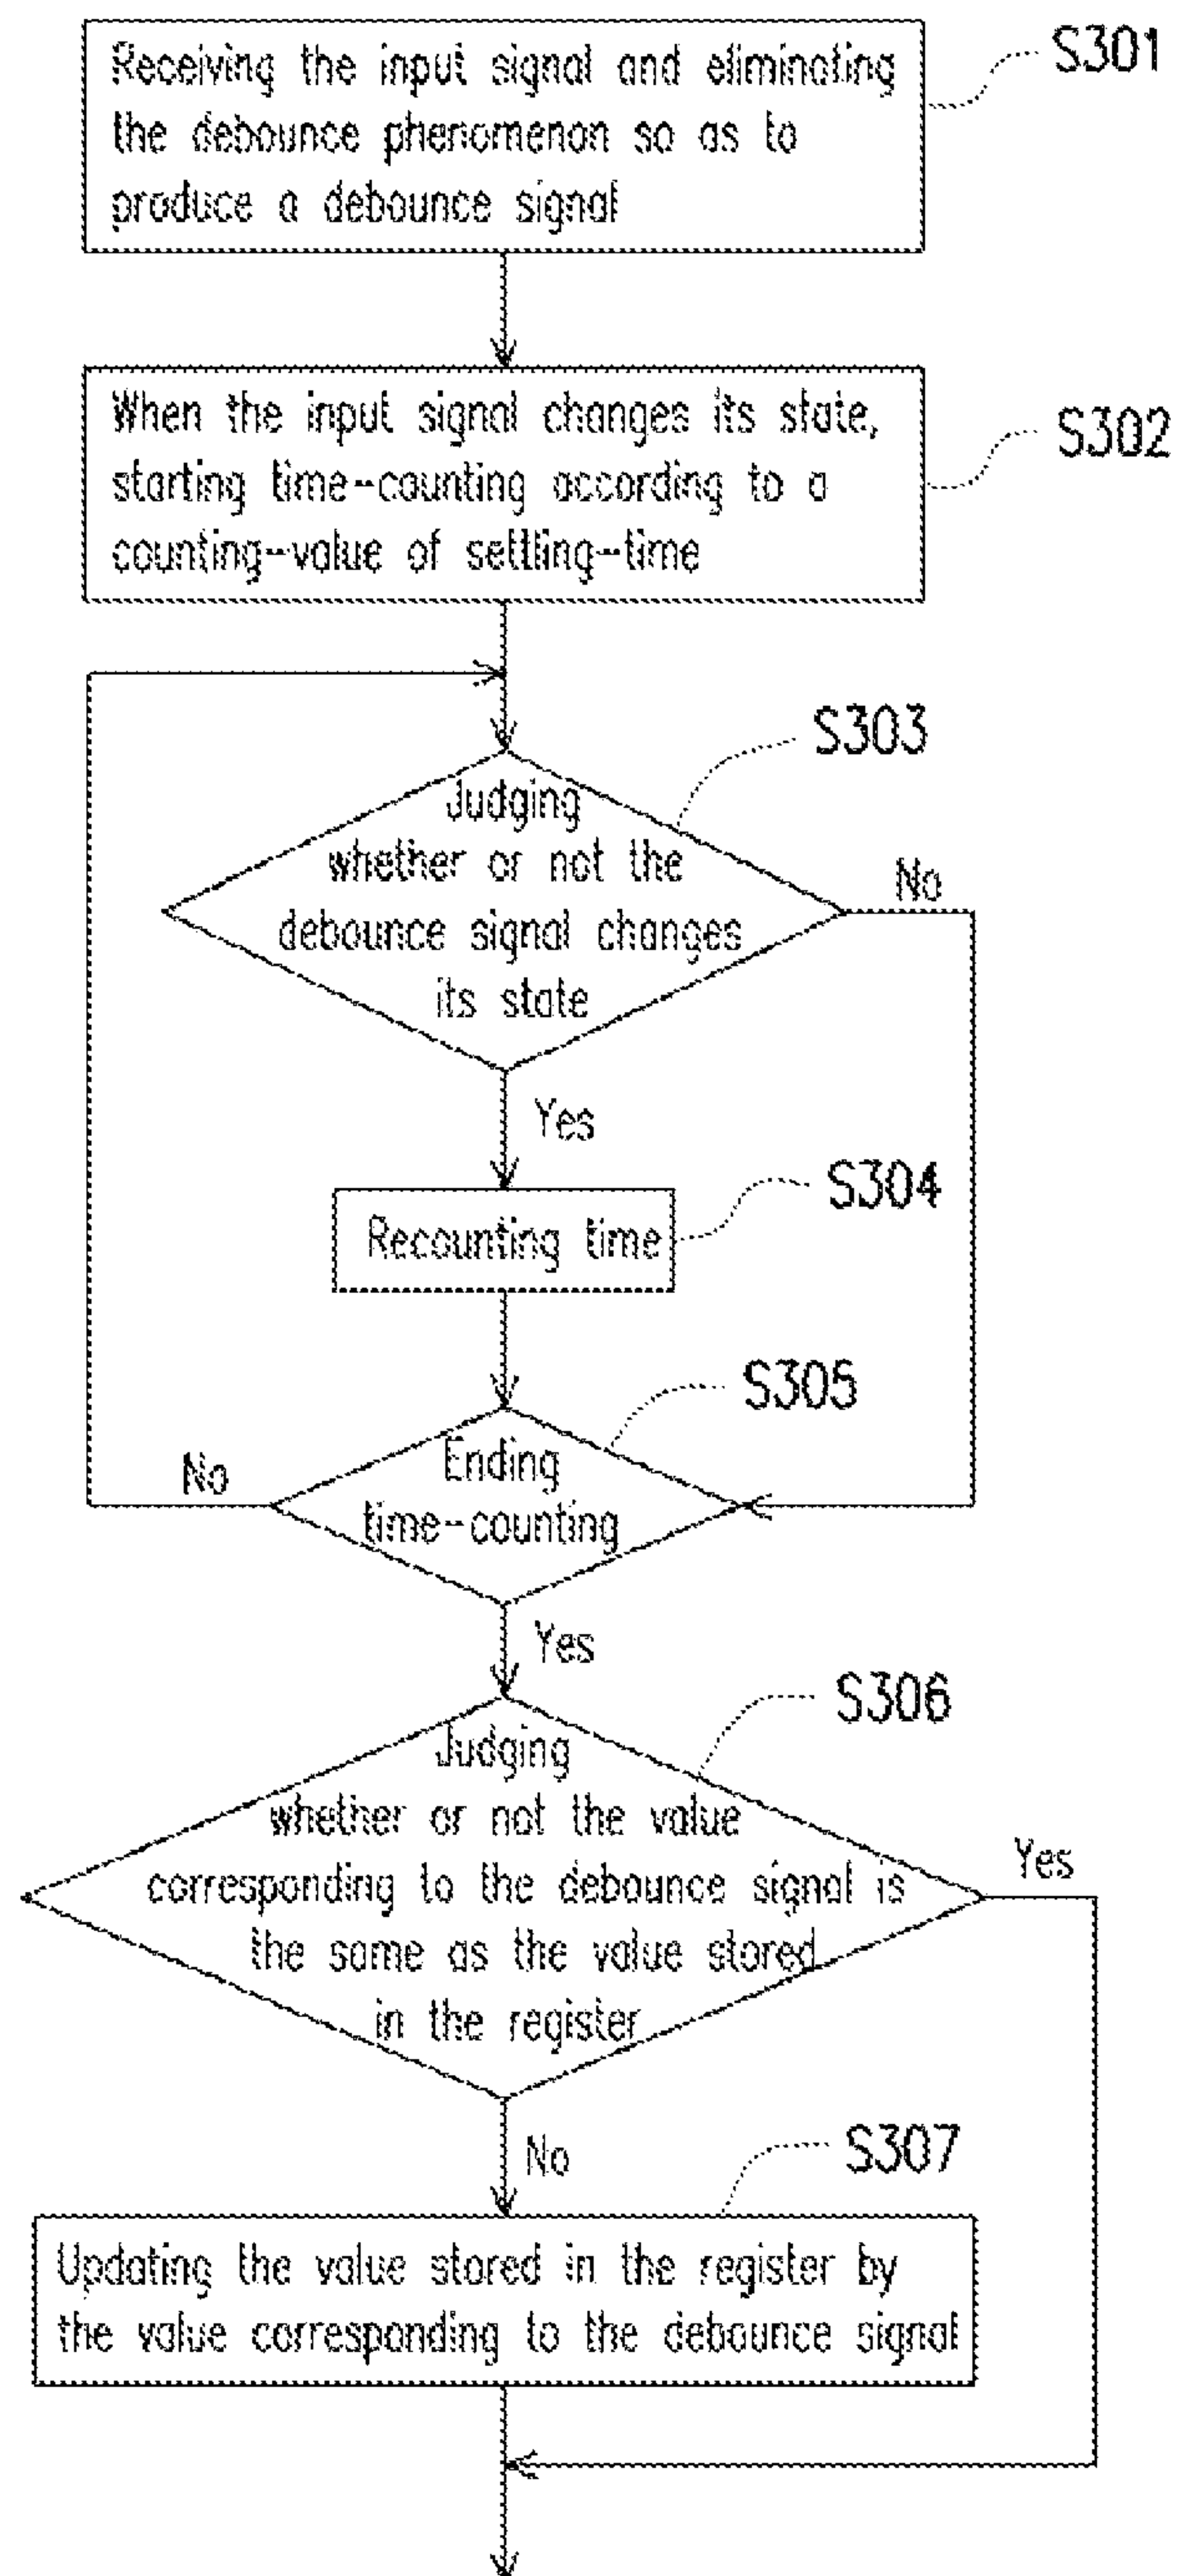 Receiving the input signal and eliminating
the debounce phenomenon so as to
produce a debounce signal
S301
When the input signal changes its state,
starting time-counting according to a
counting-value of settling-time
S302
S303
Judging
whether or not the
debounce signal changes
its state
No
Yes
S304
Recounting time
S305
Ending
time-counting
No
Yes
S306
Judging
whether or not the value
corresponding to the debounce signal is
the same as the value stored
in the register
Yes
No
S307
Updating the value stored in the register by
the value corresponding to the debounce signal